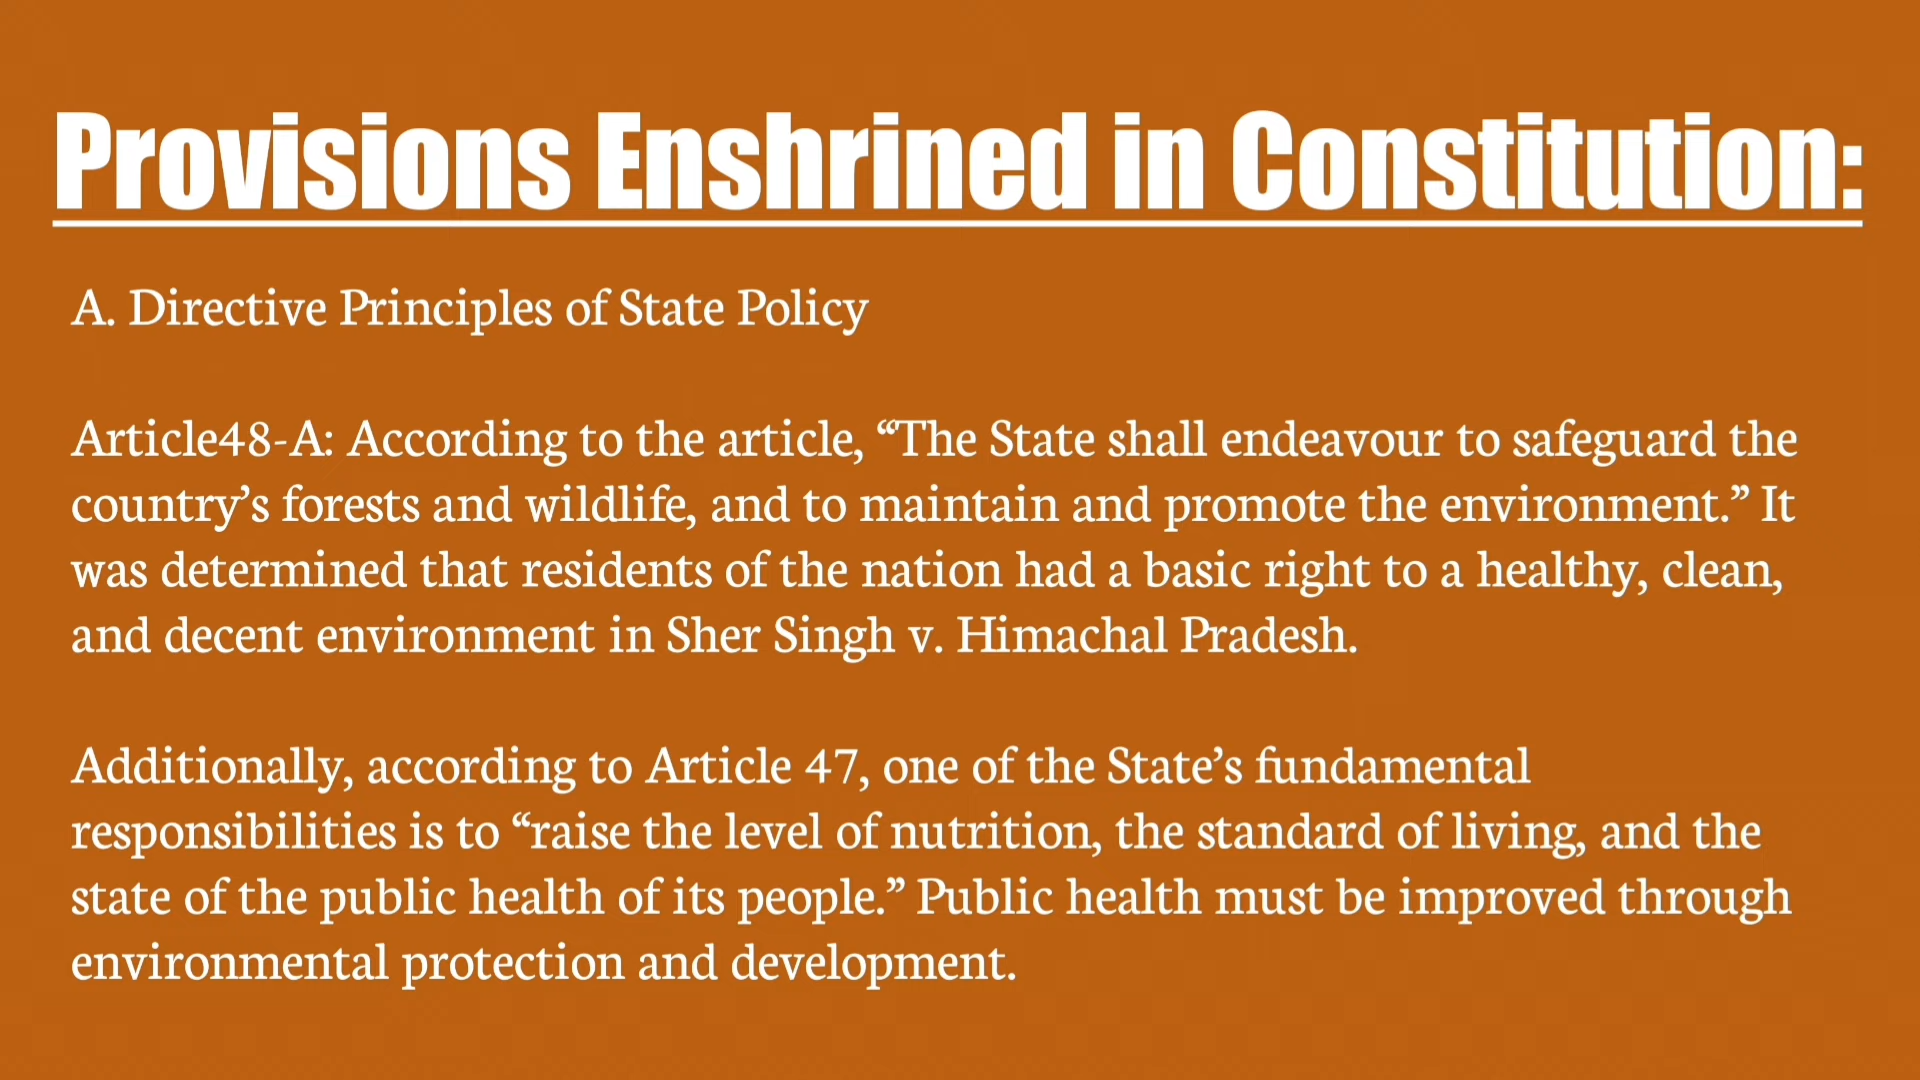 Provisions Enshrined in Constitution:
A. Directive Principles of State Policy
Article48-A: According to the article, “The State shall endeavour to safeguard the
country’s forests and wildlife, and to maintain and promote the environment.” It
was determined that residents of the nation had a basic right to a healthy, clean,
and decent environment in Sher Singh v. Himachal Pradesh.
Additionally, according to Article 47, one of the State’s fundamental
responsibilities is to “raise the level of nutrition, the standard of living, and the
state of the public health of its people.” Public health must be improved through
environmental protection and development.